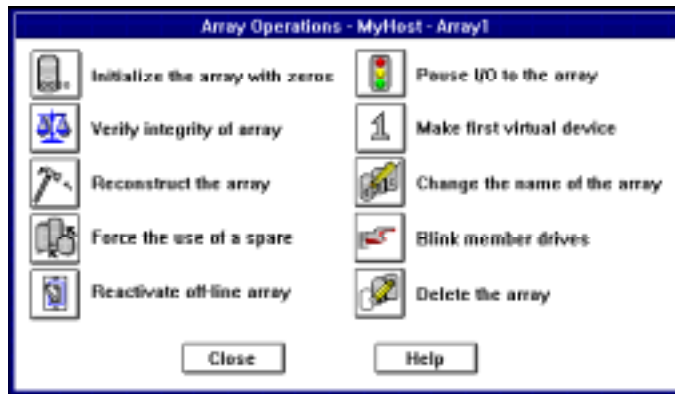 Array Operations - MyHost - Array1
Initialize the array with zeros
Verify integrity of array
Reconstruct the array
Force the use of a spare
Reactivate off-line array
Pause I/O to the array
1
Make first virtual device
Change the name of the array
Blink member drives
Delete the array
Close
Help